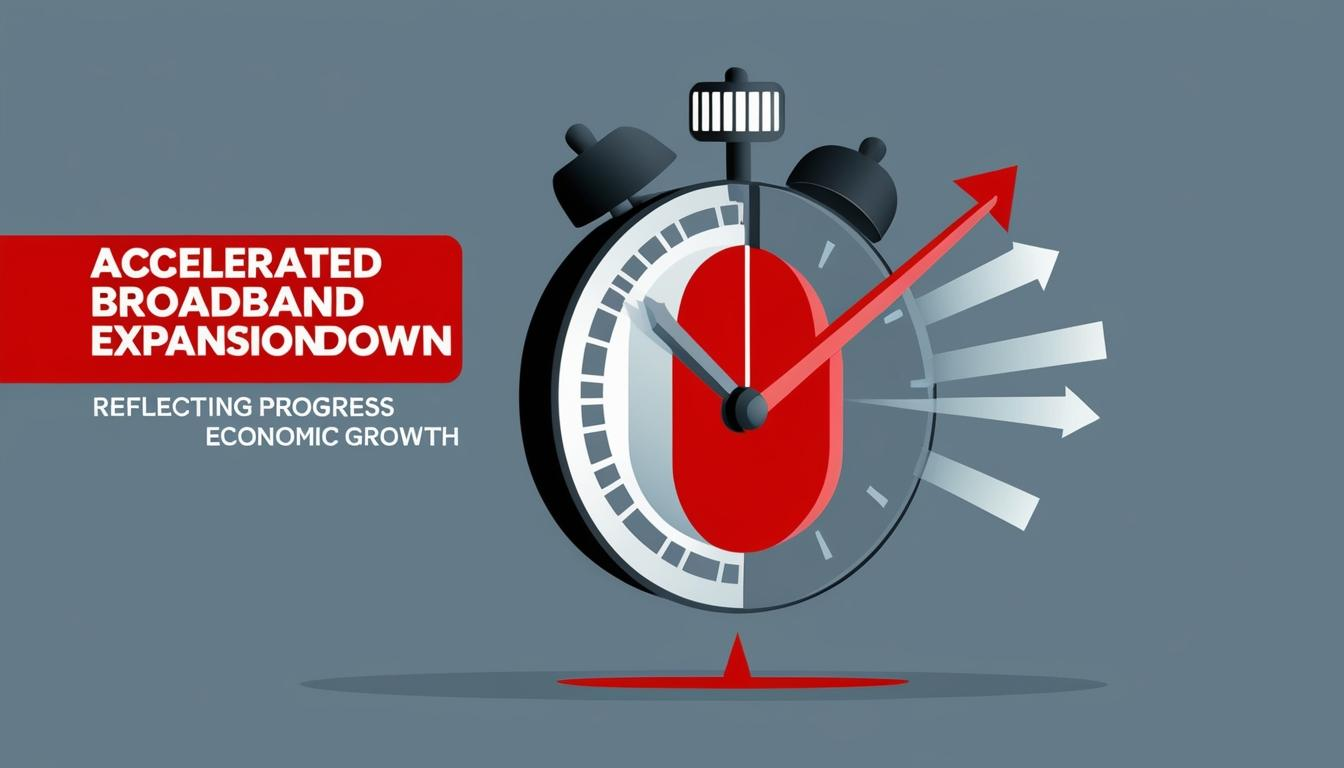 ACCELERATED
BROADBAND
EXPANSIONDOWN
REFLECTING PROGRESS
ECONOMIC GROWTH